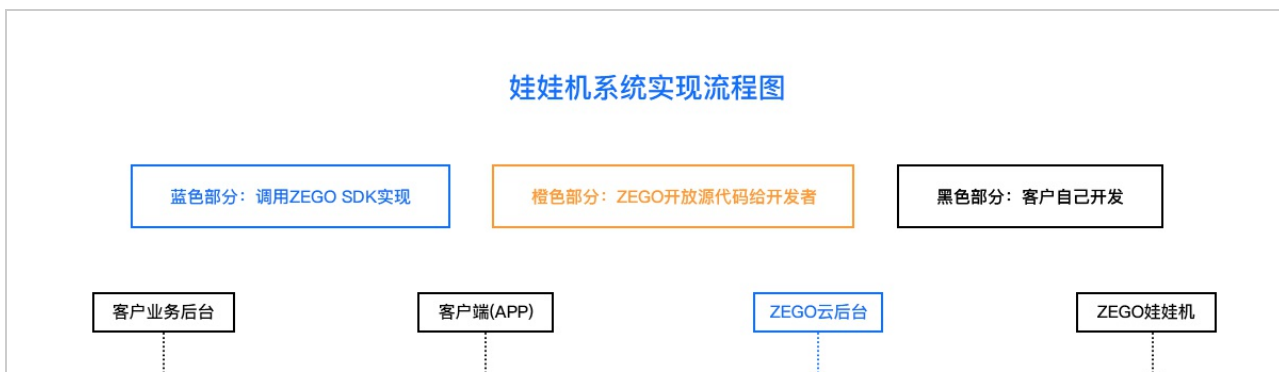 娃娃机系统实现流程图
蓝色部分：调用ZEGO SDK实现
橙色部分：ZEGO开放源代码给开发者
黑色部分：客户自己开发
客户业务后台
客户端(APP)
ZEGO云后台
ZEGO娃娃机